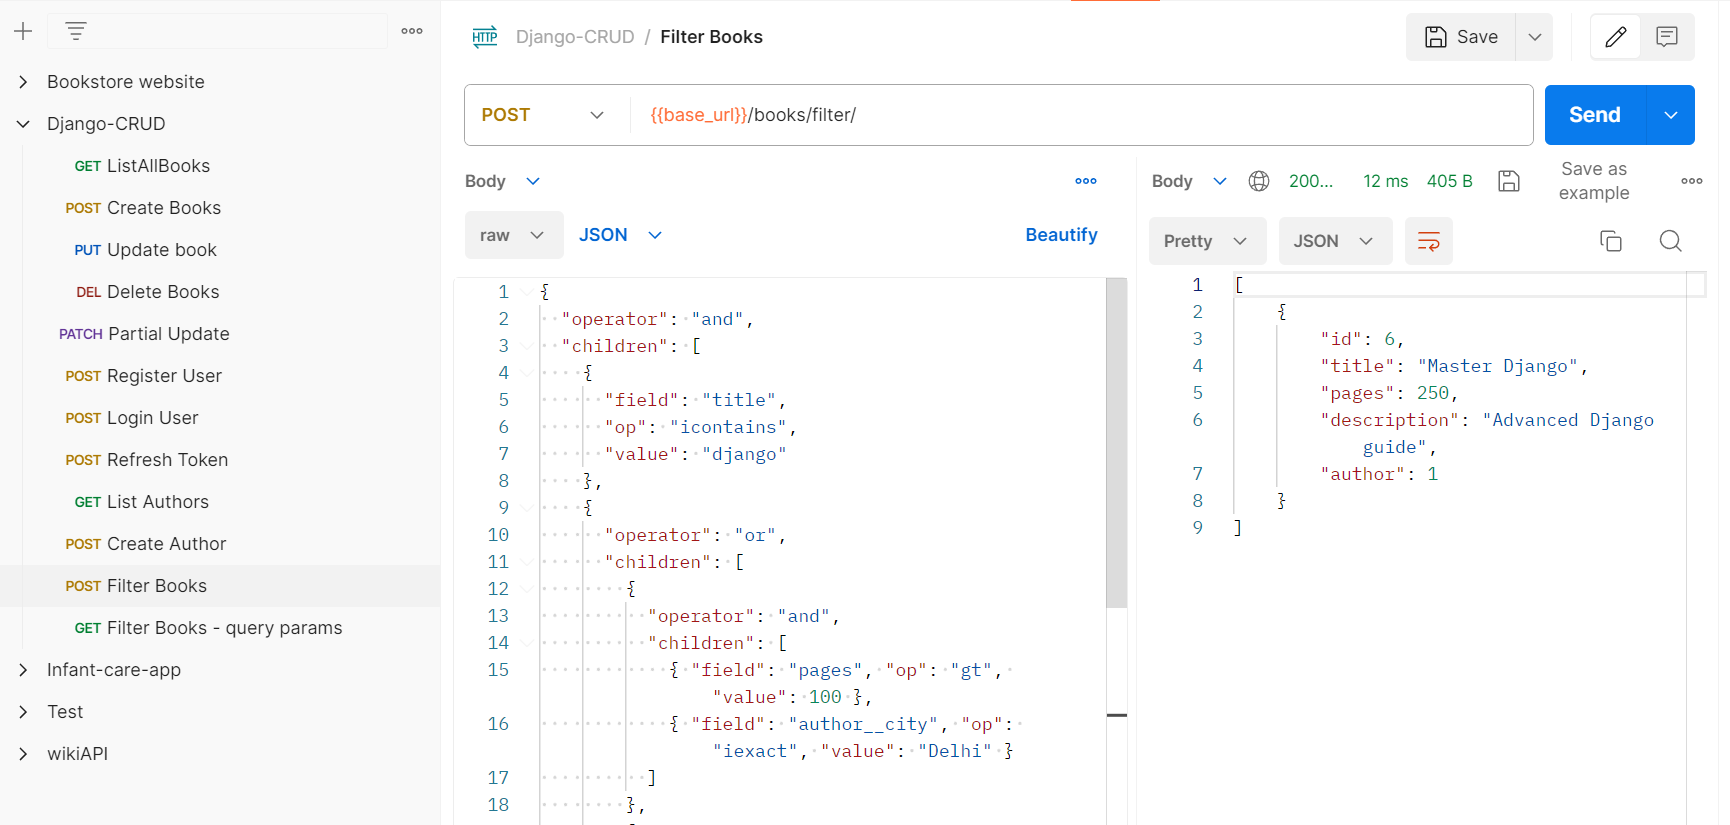 Bookstore website
Django-CRUD
GET ListAllBooks
POST Create Books
PUT Update book
DEL Delete Books
PATCH Partial Update
POST Register User
POST Login User
POST Refresh Token
GET List Authors
POST Create Author
POST Filter Books
GET Filter Books - query params
Infant-care-app
Test
wikiAPI
HTTP Django-CRUD / Filter Books
Save
POST {{base_url}}/books/filter/
Send
Body
raw JSON Beautify
1 {
2 "operator": "and",
3 "children": [
4 {
5 "field": "title",
6 "op": "icontains",
7 "value": "django"
8 },
9 {
10 "operator": "or",
11 "children": [
12 {
13 "operator": "and",
14 "children": [
15 { "field": "pages", "op": "gt",
"value": 100 },
16 { "field": "author__city", "op":
"iexact", "value": "Delhi" }
17 ]
18 },
Body 200... 12 ms 405 B Save as
example
Pretty JSON
1 [
2 {
3 "id": 6,
4 "title": "Master Django",
5 "pages": 250,
6 "description": "Advanced Django
guide",
7 "author": 1
8 }
9 ]